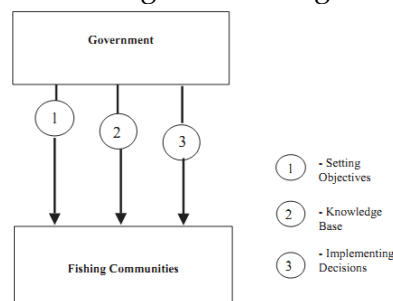 Government
1
2
3
1 - Setting
Objectives
2 - Knowledge
Base
3 - Implementing
Decisions
Fishing Communities